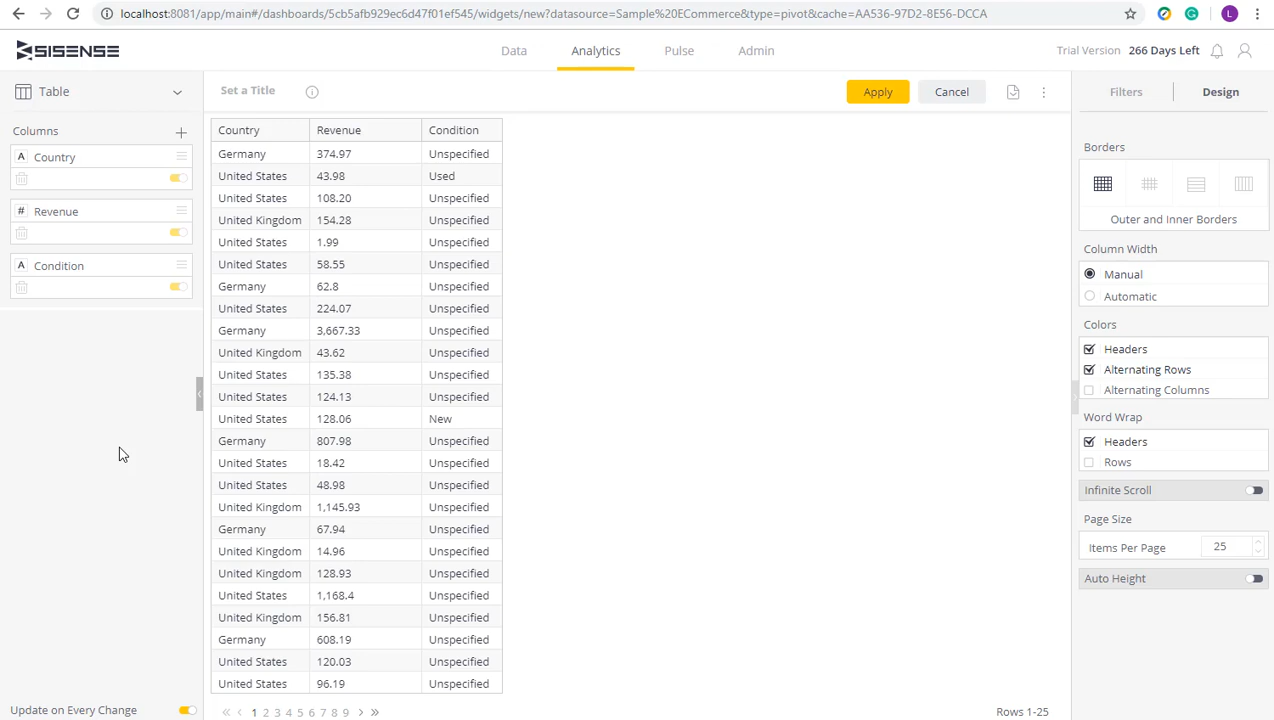 localhost:8081/app/main#/dashboards/5cb5afb929ec6d47f01ef545/widgets/new?datasource=Sample%20ECommerce&type=pivot&cache=AA536-97D2-8E56-DCCA
L
SISENSE
Data Analytics Pulse Admin
Trial Version 266 Days Left
Table
Set a Title
Apply Cancel
Filters Design
Columns
A Country
# Revenue
A Condition
Update on Every Change
Country Revenue Condition
Germany 374.97 Unspecified
United States 43.98 Used
United States 108.20 Unspecified
United Kingdom 154.28 Unspecified
United States 1.99 Unspecified
United States 58.55 Unspecified
Germany 62.8 Unspecified
United States 224.07 Unspecified
Germany 3,667.33 Unspecified
United Kingdom 43.62 Unspecified
United States 135.38 Unspecified
United States 124.13 Unspecified
United States 128.06 New
Germany 807.98 Unspecified
United States 18.42 Unspecified
United States 48.98 Unspecified
United Kingdom 1,145.93 Unspecified
Germany 67.94 Unspecified
United Kingdom 14.96 Unspecified
United Kingdom 128.93 Unspecified
United States 1,168.4 Unspecified
United Kingdom 156.81 Unspecified
Germany 608.19 Unspecified
United States 120.03 Unspecified
United States 96.19 Unspecified
« ‹ 1 2 3 4 5 6 7 8 9 › »
Rows 1-25
Borders
Outer and Inner Borders
Column Width
Manual
Automatic
Colors
Headers
Alternating Rows
Alternating Columns
Word Wrap
Headers
Rows
Infinite Scroll
Page Size
Items Per Page 25
Auto Height